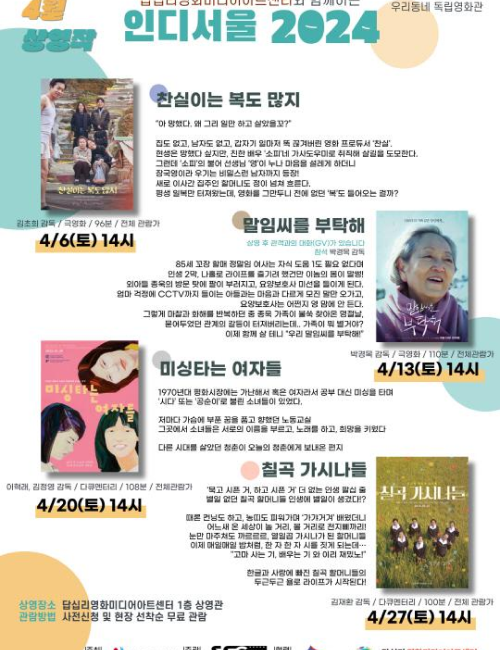 답십리영화미디어아트센터와 함께하는
우리동네 독립영화관
4월
상영작
인디서울 2024
찬실이는 복도 많지
"아 망했다. 왜 그리 일만 하고 살았을꼬?"
집도 없고, 남자도 없고, 갑자기 일마저 똑 끊겨버린 영화 프로듀서 '찬실'.
현생은 망했다 싶지만, 친한 배우 '소피'네 가사도우미로 취직해 살길을 도모한다.
그런데 '소피'의 불어 선생님 '영'이 누나 마음을 설레게 하더니
장국영이라 우기는 비밀스런 남자까지 등장!
새로 이사간 집주인 할머니도 정이 넘쳐 흐른다.
평생 일복만 터져왔는데, 영화를 그만두니 전에 없던 '복'도 들어오는 걸까?
찬실이는 복도 많지
김초희 감독 / 극영화 / 96분 / 전체 관람가
4/6(토) 14시
말임씨를 부탁해
상영 후 관객과의 대화(GV)가 있습니다
박경목 감독
85세 꼬장 할매 정말임 여사는 자식 도움 1도 필요 없다며
인생 2막, 나홀로 라이프를 즐기려 했건만 이놈의 몸이 말썽!
외아들 종욱의 방문 탓에 팔이 부러지고, 요양보호사 미선을 들이게 된다.
엄마 걱정에 CCTV까지 들이는 아들과는 마음과 다르게 모진 말만 오가고,
요양보호사는 어쩐지 영 맘에 안 든다.
그렇게 마찰과 화해를 반복하던 중 종욱 가족이 불쑥 찾아온 명절날,
묻어두었던 관계의 갈등이 터져버리는데.. 가족이 뭐 별거야?
이제 함께 살 테니 "우리 말임씨를 부탁해!"
말임씨를
부탁해
박경목 감독 / 극영화 / 110분 / 전체관람가
4/13(토) 14시
미싱타는 여자들
1970년대 평화시장에는 가난해서 혹은 여자라서 공부 대신 미싱을 타며
'시다' 또는 '공순이'로 불린 소녀들이 있었다.
저마다 가슴에 부푼 꿈을 품고 향했던 노동교실
그곳에서 소녀들은 서로의 이름을 부르고, 노래를 하고, 희망을 키웠다
다른 시대를 살았던 청춘이 오늘의 청춘에게 보내온 편지
미싱타는
여자들
이혁래, 김정영 감독 / 다큐멘터리 / 108분 / 전체관람가
4/20(토) 14시
칠곡 가시나들
"묵고 시픈 거, 하고 시픈 거" 더 없는 인생 팔십 줄
별일 없던 칠곡 할머니들 인생에 별일이 생겼다!?
때론 컨닝도 하고, 농띠도 피워가며 '가갸거겨' 배웠더니
어느새 온 세상이 놀 거리, 볼 거리로 천지삐까리!
눈만 마주쳐도 까르르르, 열일곱 가시나가 된 할머니들
이제 매일매일 밥처럼, 한 자 한 자 시를 짓게 되는데…
"고마 사는 기, 배우는 기 와 이리 재밌노!"
한글과 사랑에 빠진 칠곡 할머니들의
두근두근 욜로 라이프가 시작된다!
칠곡 가시나들
김재환 감독 / 다큐멘터리 / 100분 / 전체 관람가
4/27(토) 14시
상영장소 답십리영화미디어아트센터 1층 상영관
관람방법 사전신청 및 현장 선착순 무료 관람